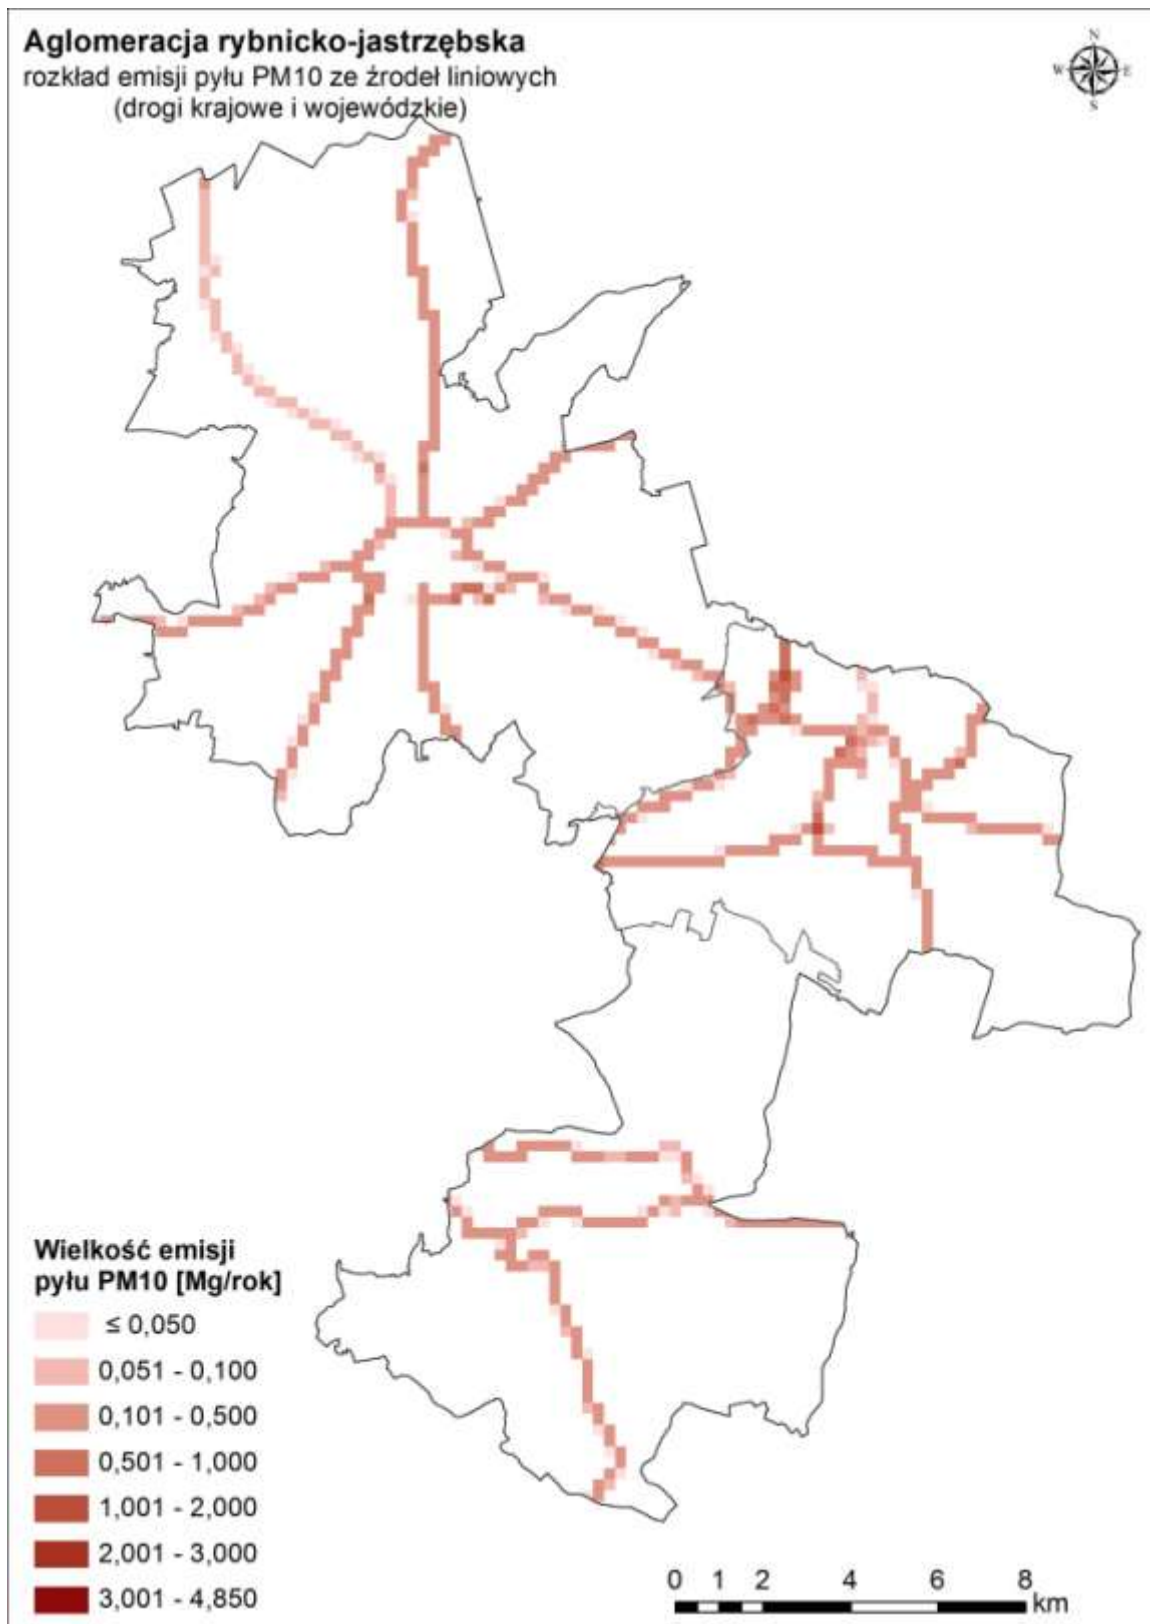 Aglomeracja rybnicko-jastrzębska
rozkład emisji pyłu PM10 ze źrodeł liniowych
(drogi krajowe i wojewódzkie)
N
W E
S
Wielkość emisji
pyłu PM10 [Mg/rok]
≤ 0,050
0,051 - 0,100
0,101 - 0,500
0,501 - 1,000
1,001 - 2,000
2,001 - 3,000
3,001 - 4,850
0 1 2 4 6 8
km